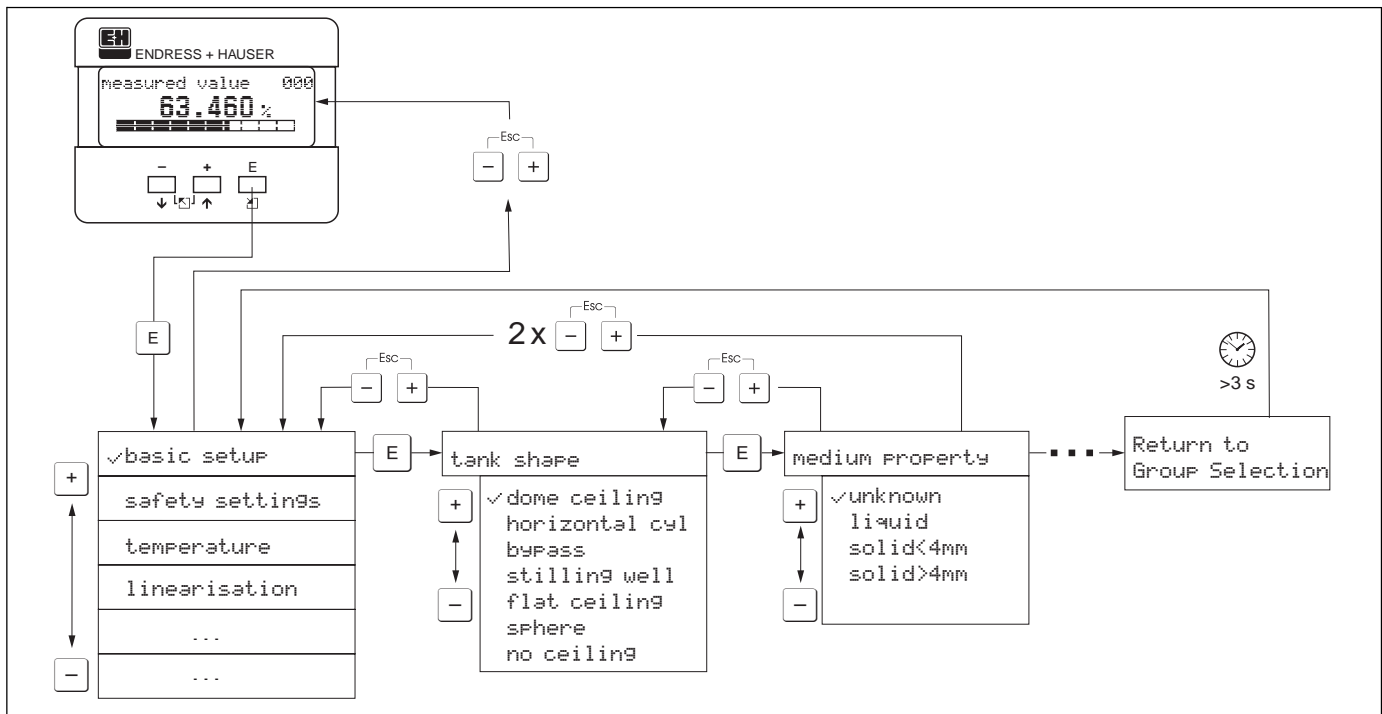 E+H
ENDRESS + HAUSER
measured value 000
63.460 %
- + E
Esc
- +
E
Esc
2 x - +
Esc
- +
Esc
- +
>3 s
✓basic setup
safety settings
temperature
linearisation
...
...
+
-
E
tank shape
✓dome ceiling
horizontal cyl
bypass
stilling well
flat ceiling
sphere
no ceiling
+
-
E
medium property
✓unknown
liquid
solid<4mm
solid>4mm
+
-
Return to
Group Selection